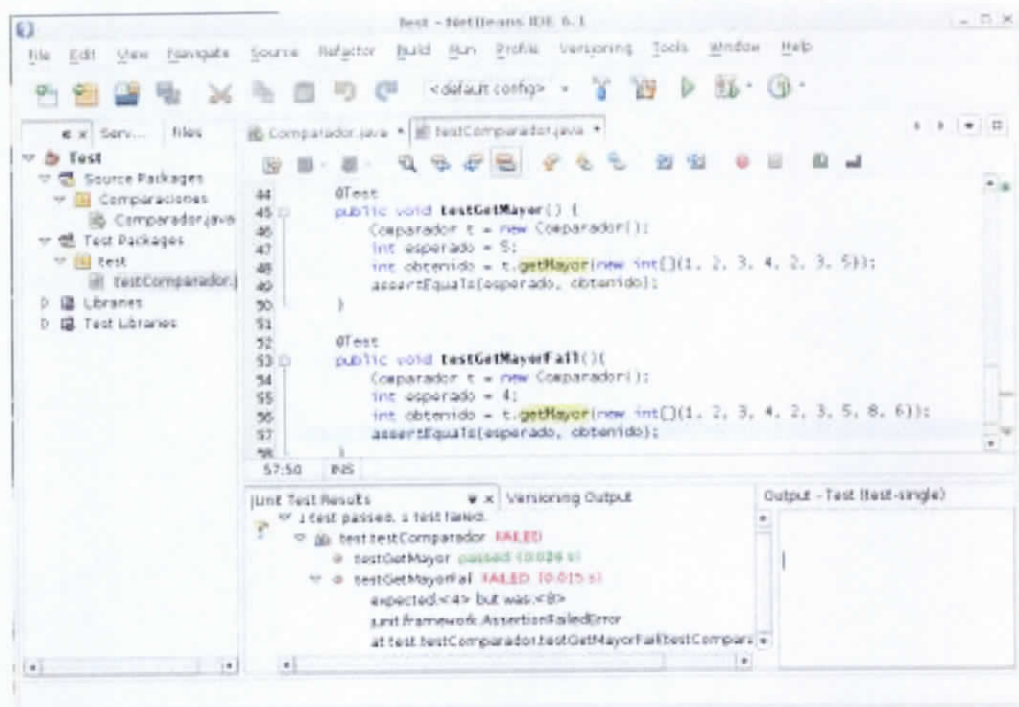 Test - NetBeans IDE 6.1
File Edit View Navigate Source Refactor Build Run Profile Versioning Tools Window Help
<default config>
Serv... Files
Comparador.java testComparador.java
Test
Source Packages
Comparaciones
Comparador.java
Test Packages
test
testComparador.j
Libraries
Test Libraries
44 @Test
45 public void testGetMayor() {
46 Comparador t = new Comparador();
47 int esperado = 5;
48 int obtenido = t.getMayor(new int[]{1, 2, 3, 4, 2, 3, 5});
49 assertEquals(esperado, obtenido);
50 }
51
52 @Test
53 public void testGetMayorFail(){
54 Comparador t = new Comparador();
55 int esperado = 4;
56 int obtenido = t.getMayor(new int[]{1, 2, 3, 4, 2, 3, 5, 8, 6});
57 assertEquals(esperado, obtenido);
58 }
57:50 INS
JUnit Test Results Versioning Output
1 test passed, 1 test failed.
test.testComparador FAILED
testGetMayor passed (0.026 s)
testGetMayorFail FAILED (0.015 s)
expected:<4> but was:<8>
junit.framework.AssertionFailedError
at test.testComparador.testGetMayorFail(testCompara
Output - Test (test-single)